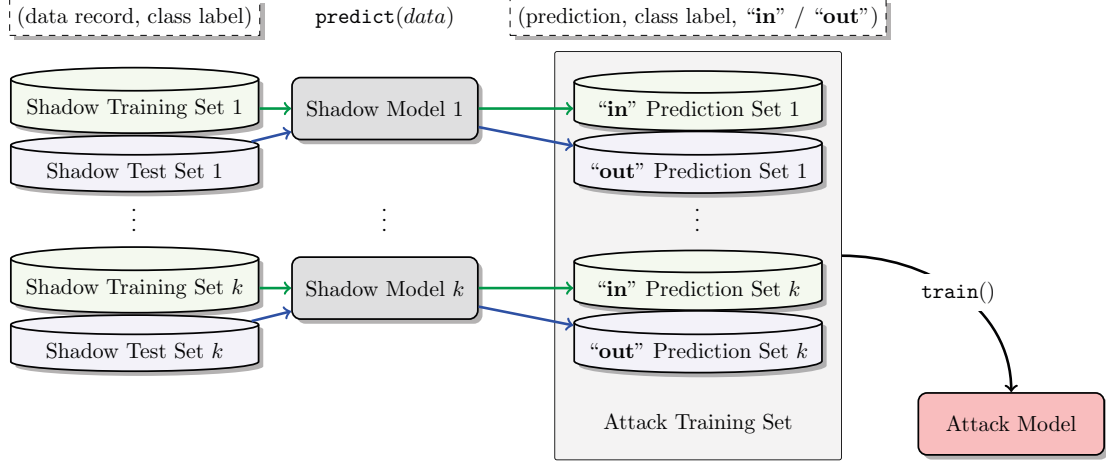 (data record, class label)
predict(data)
(prediction, class label, “in” / “out”)
Shadow Training Set 1
Shadow Model 1
“in” Prediction Set 1
Shadow Test Set 1
“out” Prediction Set 1
⋮
⋮
⋮
Shadow Training Set k
Shadow Model k
“in” Prediction Set k
train()
Shadow Test Set k
“out” Prediction Set k
Attack Training Set
Attack Model